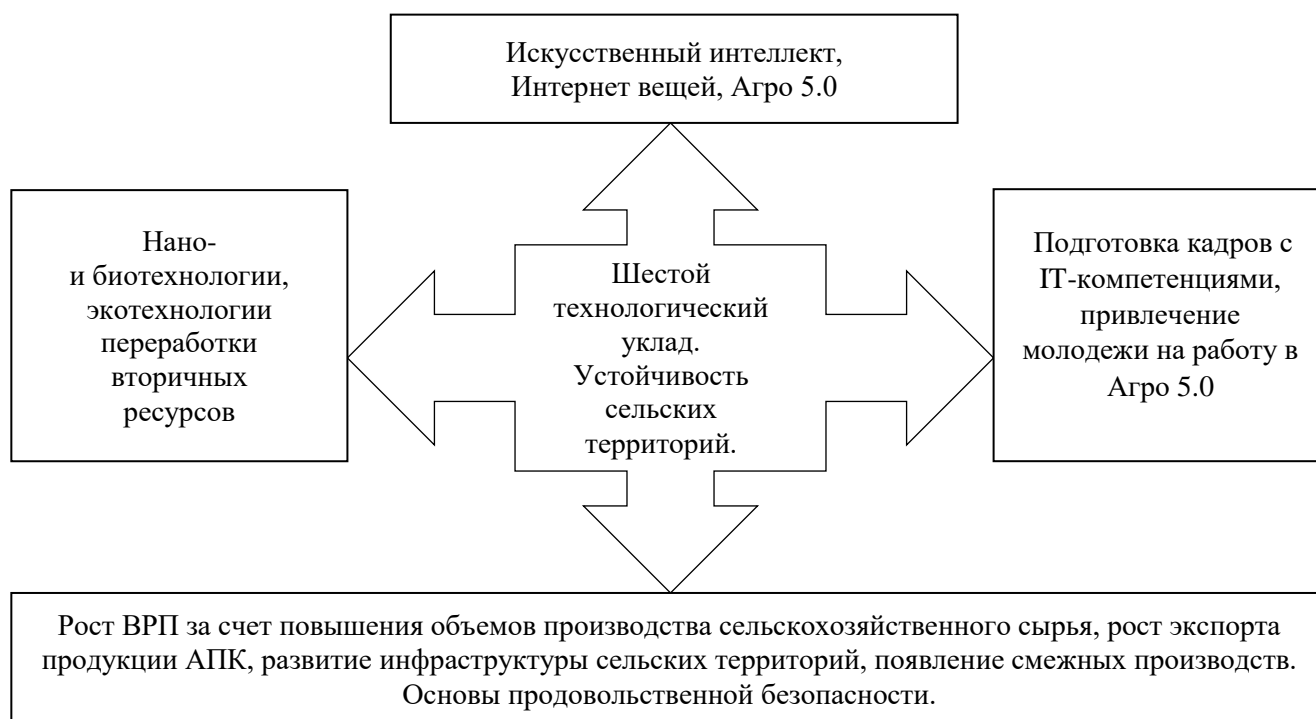 Искусственный интеллект,
Интернет вещей, Агро 5.0
Нано-
и биотехнологии,
экотехнологии
переработки
вторичных
ресурсов
Шестой
технологический
уклад.
Устойчивость
сельских
территорий.
Подготовка кадров с
IT-компетенциями,
привлечение
молодежи на работу в
Агро 5.0
Рост ВРП за счет повышения объемов производства сельскохозяйственного сырья, рост экспорта
продукции АПК, развитие инфраструктуры сельских территорий, появление смежных производств.
Основы продовольственной безопасности.